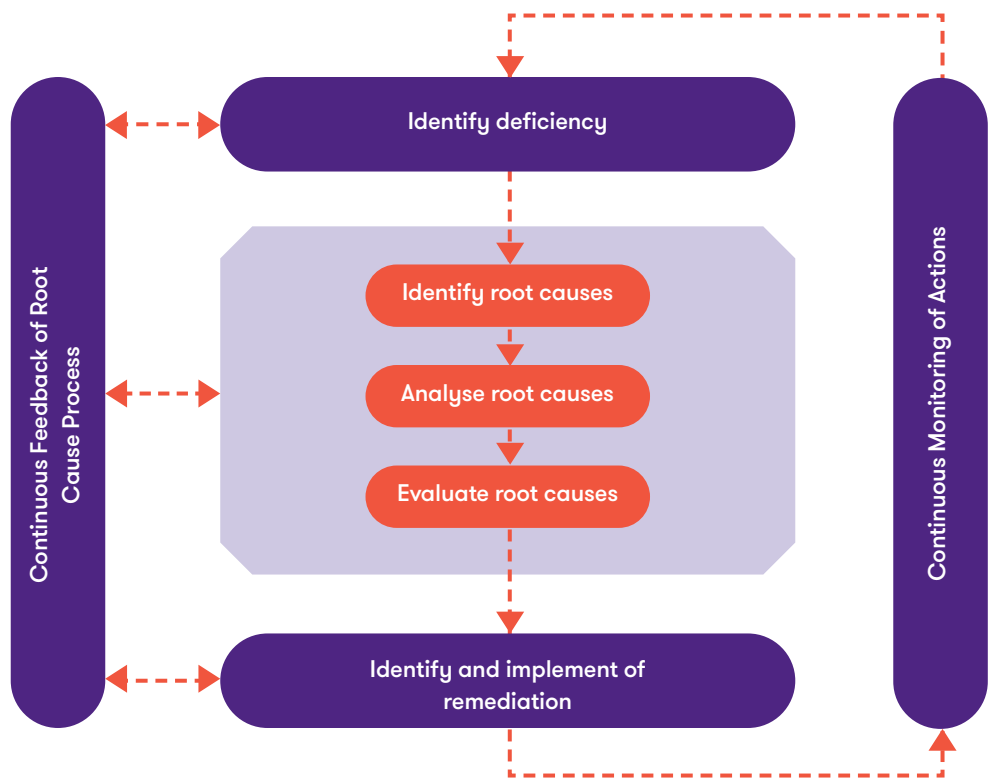 Identify deficiency
Continuous Feedback of Root
Cause Process
Identify root causes
Analyse root causes
Evaluate root causes
Identify and implement of
remediation
Continuous Monitoring of Actions